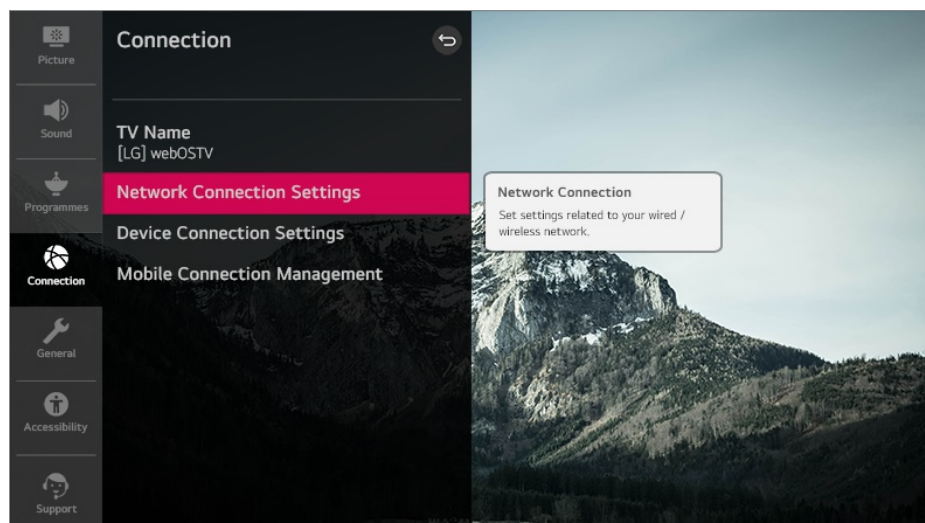 Picture
Sound
Programmes
Connection
General
Accessibility
Support
Connection
TV Name
[LG] webOSTV
Network Connection Settings
Device Connection Settings
Mobile Connection Management
Network Connection
Set settings related to your wired /
wireless network.